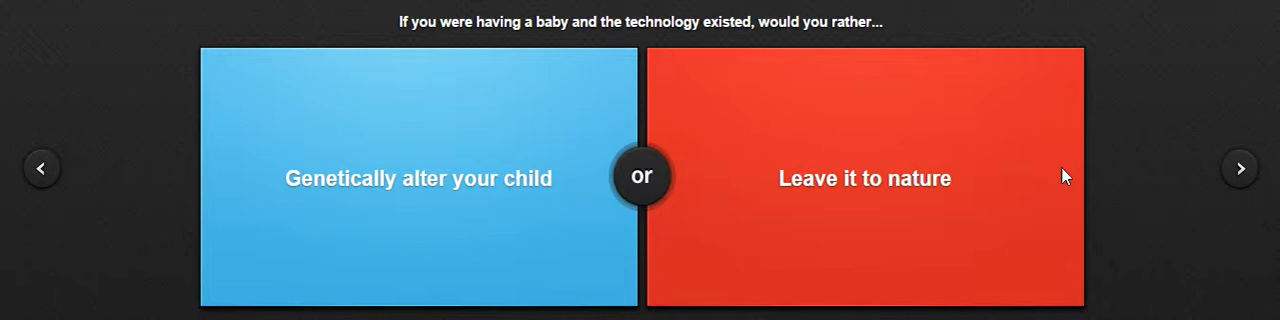 If you were having a baby and the technology existed, would you rather...
Genetically alter your child
or
Leave it to nature